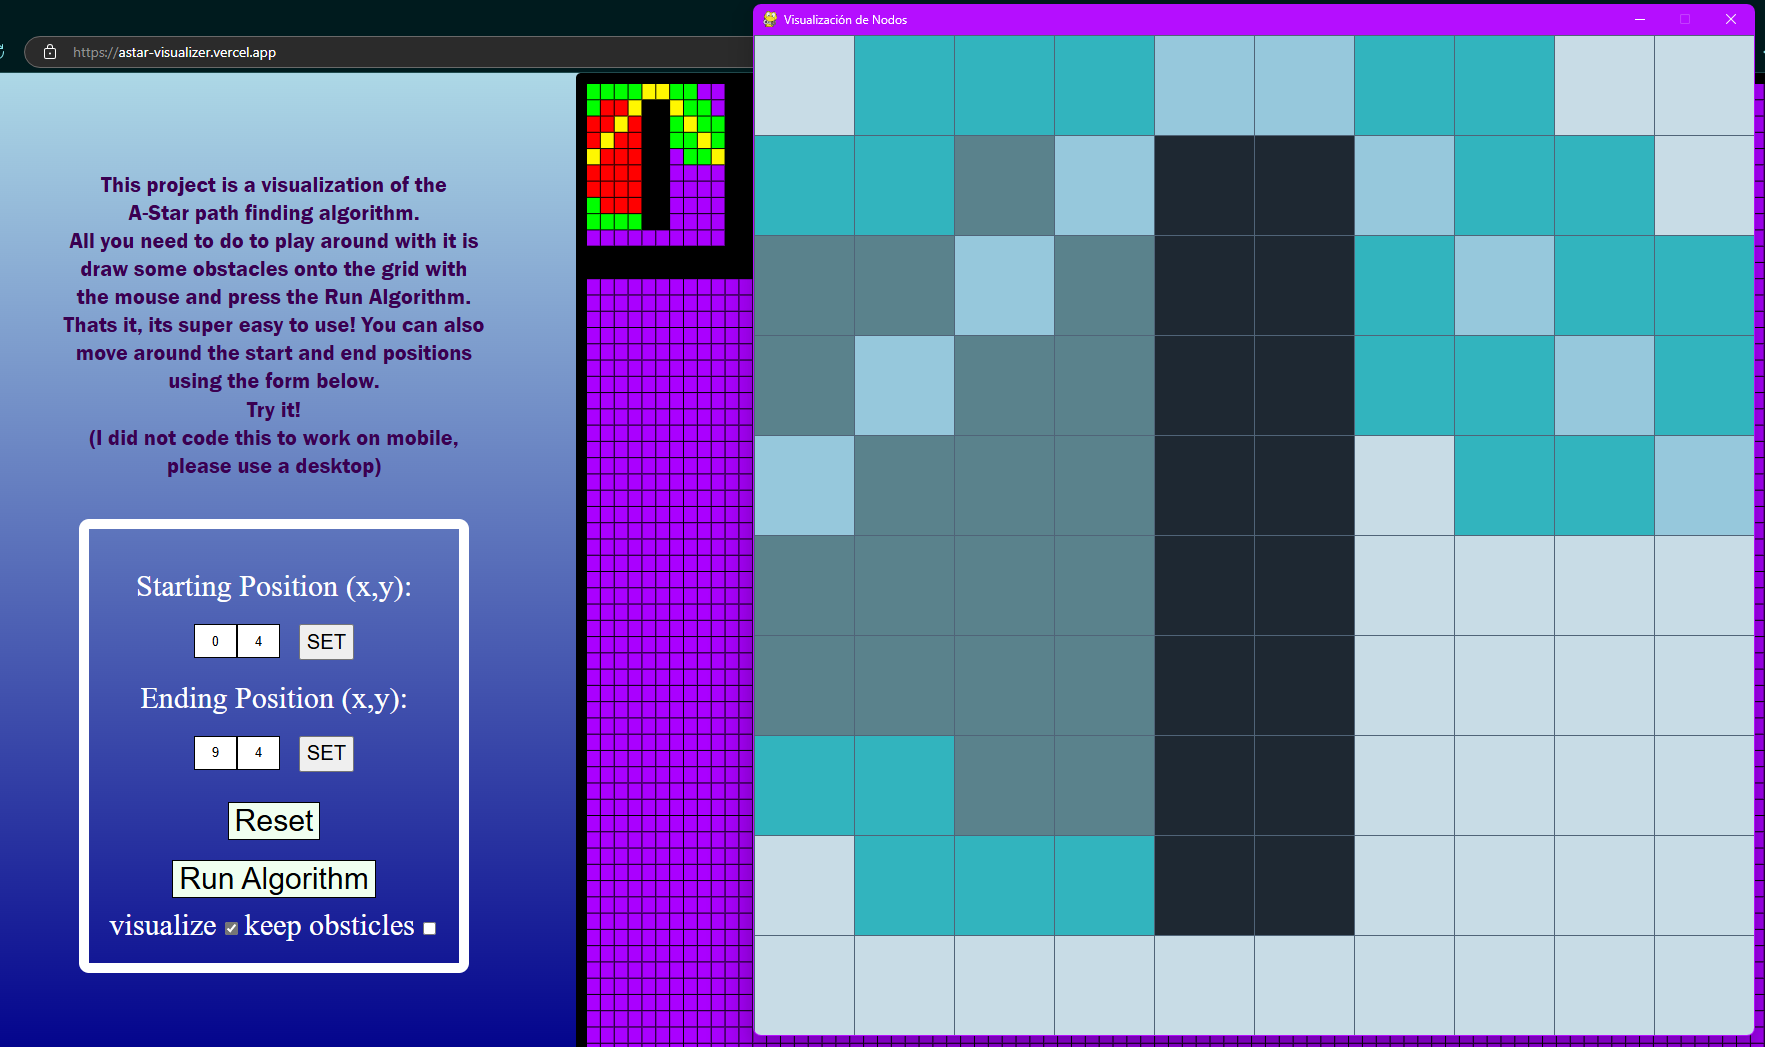 Visualización de Nodos
https://astar-visualizer.vercel.app
This project is a visualization of the
A-Star path finding algorithm.
All you need to do to play around with it is
draw some obstacles onto the grid with
the mouse and press the Run Algorithm.
Thats it, its super easy to use! You can also
move around the start and end positions
using the form below.
Try it!
(I did not code this to work on mobile,
please use a desktop)
Starting Position (x,y):
0 4 SET
Ending Position (x,y):
9 4 SET
Reset
Run Algorithm
visualize keep obsticles